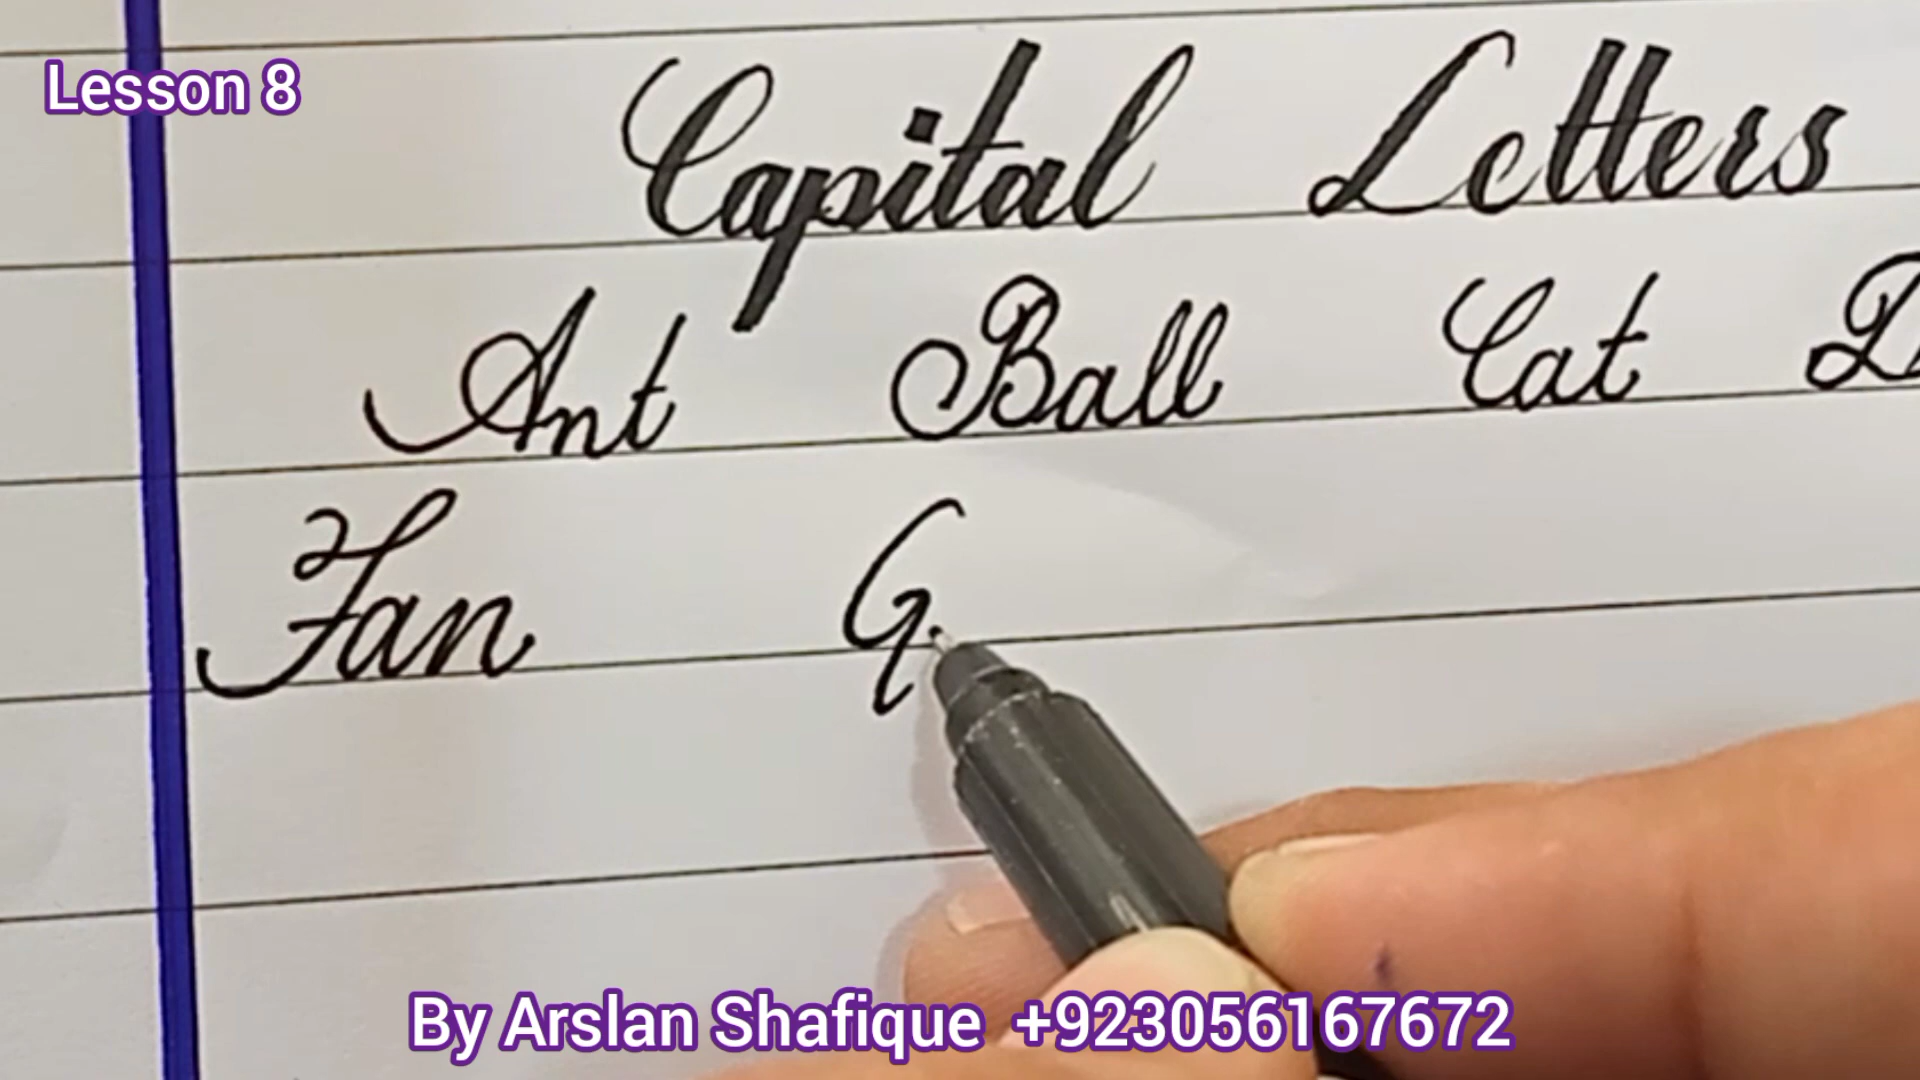 Lesson 8
Capital Letters
Ant Ball Cat D
Fan G
By Arslan Shafique +923056167672